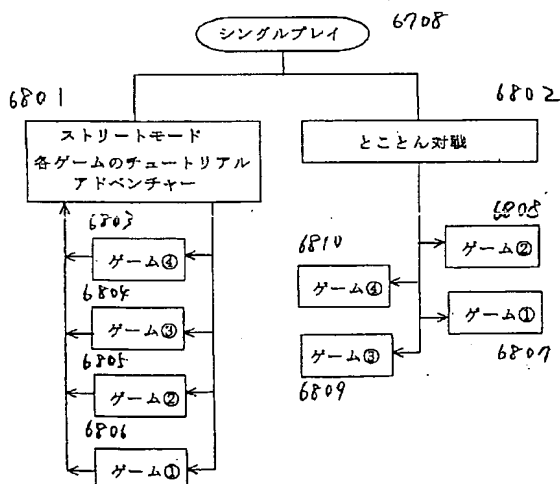 シングルプレイ
6708
6801
6802
ストリートモード
各ゲームのチュートリアル
アドベンチャー
とことん対戦
6803
ゲーム④
6804
ゲーム③
6805
ゲーム②
6806
ゲーム①
6808
ゲーム②
6810
ゲーム④
ゲーム①
6807
ゲーム③
6809